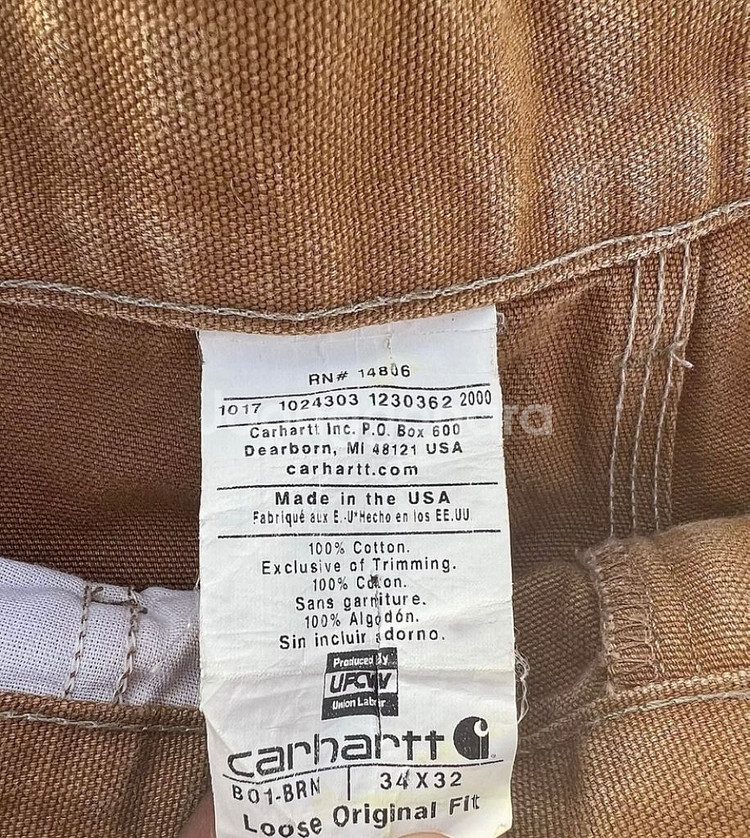 RN# 14806
1017 1024303 1230362 2000
Carhartt Inc. P.O. Box 600
Dearborn, MI 48121 USA
carhartt.com
Made in the USA
Fabriqué aux E.-U*Hecho en los EE.UU
100% Cotton.
Exclusive of Trimming.
100% Coton.
Sans garniture.
100% Algodón.
Sin incluir adorno.
Produced By
UFCW
Union Labor
carhartt
B01-BRN | 34X32
Loose Original Fit